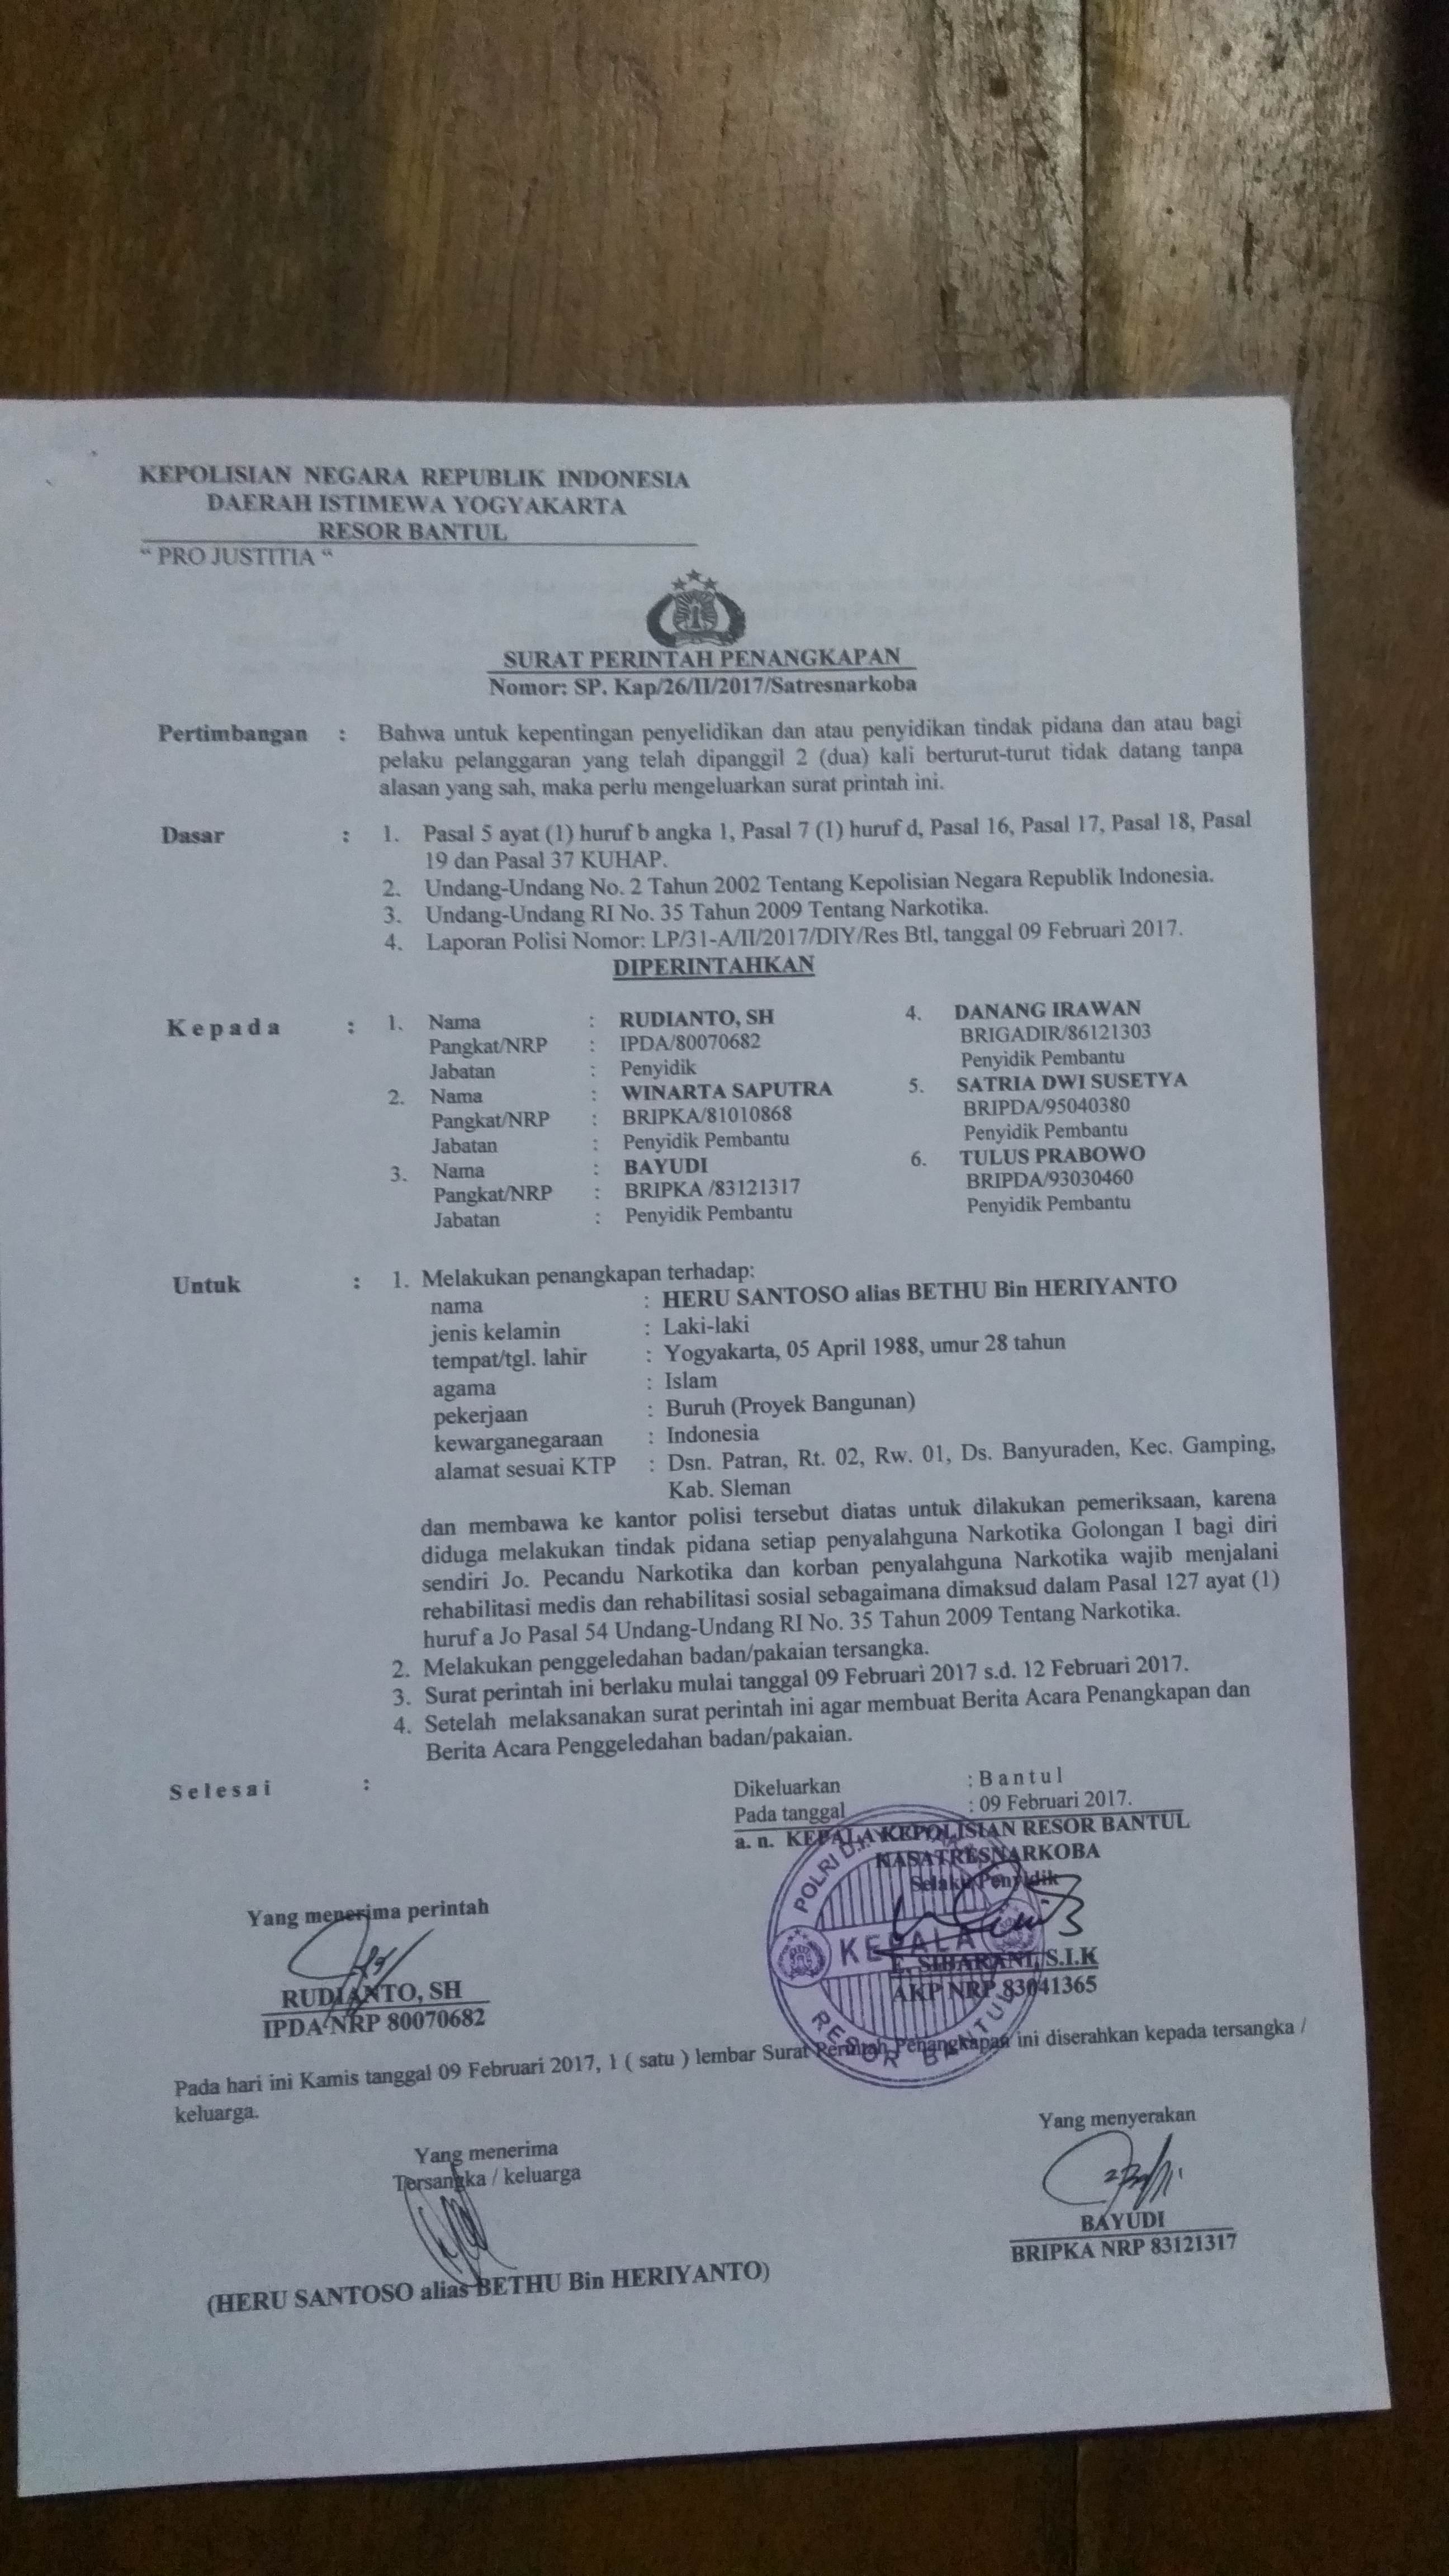 KEPOLISIAN NEGARA REPUBLIK INDONESIA
DAERAH ISTIMEWA YOGYAKARTA
RESOR BANTUL
“ PRO JUSTITIA “
SURAT PERINTAH PENANGKAPAN
Nomor: SP. Kap/26/II/2017/Satresnarkoba
Pertimbangan : Bahwa untuk kepentingan penyelidikan dan atau penyidikan tindak pidana dan atau bagi
pelaku pelanggaran yang telah dipanggil 2 (dua) kali berturut-turut tidak datang tanpa
alasan yang sah, maka perlu mengeluarkan surat printah ini.
Dasar : 1. Pasal 5 ayat (1) huruf b angka 1, Pasal 7 (1) huruf d, Pasal 16, Pasal 17, Pasal 18, Pasal
19 dan Pasal 37 KUHAP.
2. Undang-Undang No. 2 Tahun 2002 Tentang Kepolisian Negara Republik Indonesia.
3. Undang-Undang RI No. 35 Tahun 2009 Tentang Narkotika.
4. Laporan Polisi Nomor: LP/31-A/II/2017/DIY/Res Btl, tanggal 09 Februari 2017.
DIPERINTAHKAN
Kepada : 1. Nama : RUDIANTO, SH 4. DANANG IRAWAN
Pangkat/NRP : IPDA/80070682 BRIGADIR/86121303
Jabatan : Penyidik Penyidik Pembantu
2. Nama : WINARTA SAPUTRA 5. SATRIA DWI SUSETYA
Pangkat/NRP : BRIPKA/81010868 BRIPDA/95040380
Jabatan : Penyidik Pembantu Penyidik Pembantu
3. Nama : BAYUDI 6. TULUS PRABOWO
Pangkat/NRP : BRIPKA /83121317 BRIPDA/93030460
Jabatan : Penyidik Pembantu Penyidik Pembantu
Untuk : 1. Melakukan penangkapan terhadap:
nama : HERU SANTOSO alias BETHU Bin HERIYANTO
jenis kelamin : Laki-laki
tempat/tgl. lahir : Yogyakarta, 05 April 1988, umur 28 tahun
agama : Islam
pekerjaan : Buruh (Proyek Bangunan)
kewarganegaraan : Indonesia
alamat sesuai KTP : Dsn. Patran, Rt. 02, Rw. 01, Ds. Banyuraden, Kec. Gamping,
Kab. Sleman
dan membawa ke kantor polisi tersebut diatas untuk dilakukan pemeriksaan, karena
diduga melakukan tindak pidana setiap penyalahguna Narkotika Golongan I bagi diri
sendiri Jo. Pecandu Narkotika dan korban penyalahguna Narkotika wajib menjalani
rehabilitasi medis dan rehabilitasi sosial sebagaimana dimaksud dalam Pasal 127 ayat (1)
huruf a Jo Pasal 54 Undang-Undang RI No. 35 Tahun 2009 Tentang Narkotika.
2. Melakukan penggeledahan badan/pakaian tersangka.
3. Surat perintah ini berlaku mulai tanggal 09 Februari 2017 s.d. 12 Februari 2017.
4. Setelah melaksanakan surat perintah ini agar membuat Berita Acara Penangkapan dan
Berita Acara Penggeledahan badan/pakaian.
Selesai :
Dikeluarkan : Bantul
Pada tanggal : 09 Februari 2017.
a. n. KEPALA KEPOLISIAN RESOR BANTUL
KASATRESNARKOBA
Selaku Penyidik
POLRI
KEPALA
RESOR BANTUL
E. SIHARANI, S.I.K
AKP NRP 83041365
Yang menerima perintah
RUDIANTO, SH
IPDA NRP 80070682
Pada hari ini Kamis tanggal 09 Februari 2017, 1 ( satu ) lembar Surat Perintah Penangkapan ini diserahkan kepada tersangka /
keluarga.
Yang menerima
Tersangka / keluarga
(HERU SANTOSO alias BETHU Bin HERIYANTO)
Yang menyerakan
BAYUDI
BRIPKA NRP 83121317